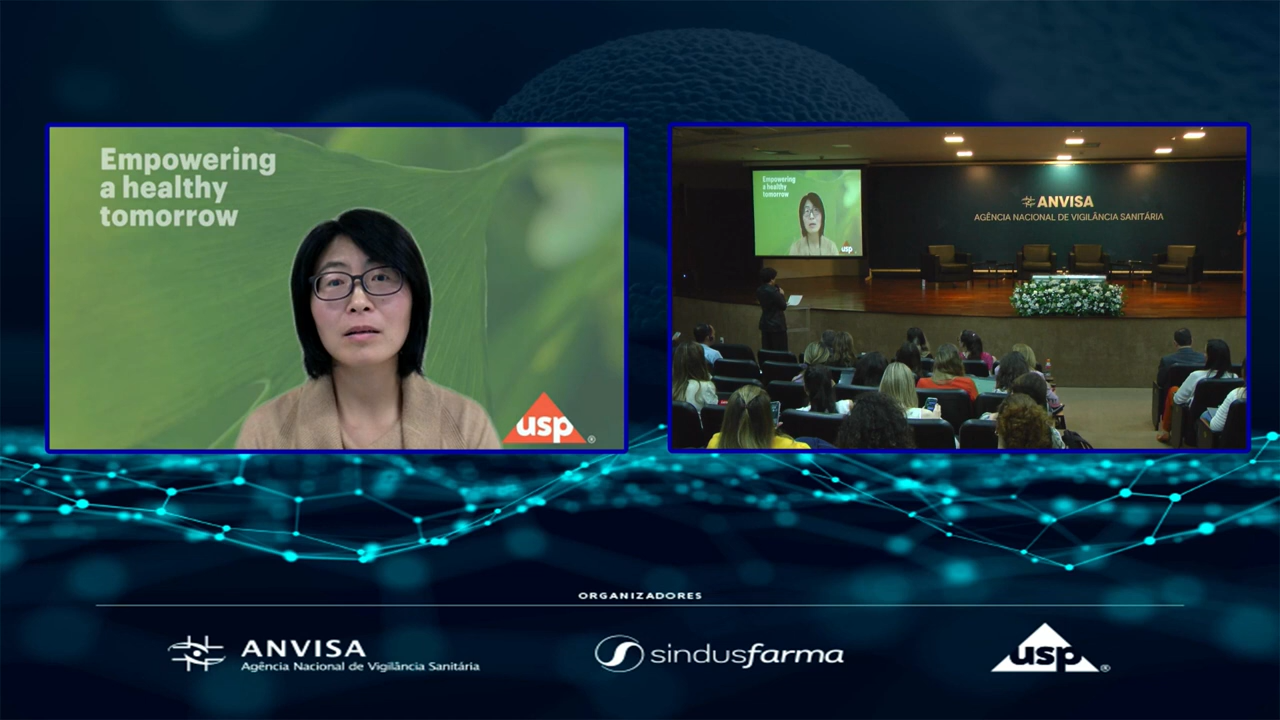 Empowering
a healthy
tomorrow
usp®
Empowering
a healthy
tomorrow
usp
ANVISA
AGÊNCIA NACIONAL DE VIGILÂNCIA SANITÁRIA
ORGANIZADORES
ANVISA
Agência Nacional de Vigilância Sanitária
sindusfarma
usp®